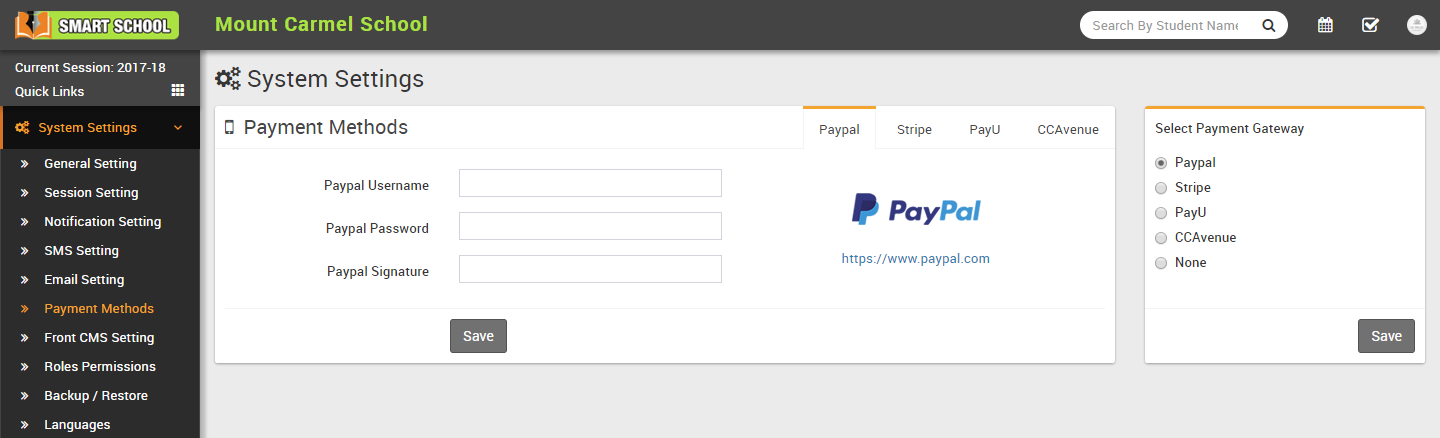 SMART SCHOOL
Mount Carmel School
Search By Student Name
Current Session: 2017-18
Quick Links
System Settings
General Setting
Session Setting
Notification Setting
SMS Setting
Email Setting
Payment Methods
Front CMS Setting
Roles Permissions
Backup / Restore
Languages
System Settings
Payment Methods
Paypal Stripe PayU CCAvenue
Paypal Username
Paypal Password
Paypal Signature
PayPal
https://www.paypal.com
Save
Select Payment Gateway
Paypal
Stripe
PayU
CCAvenue
None
Save